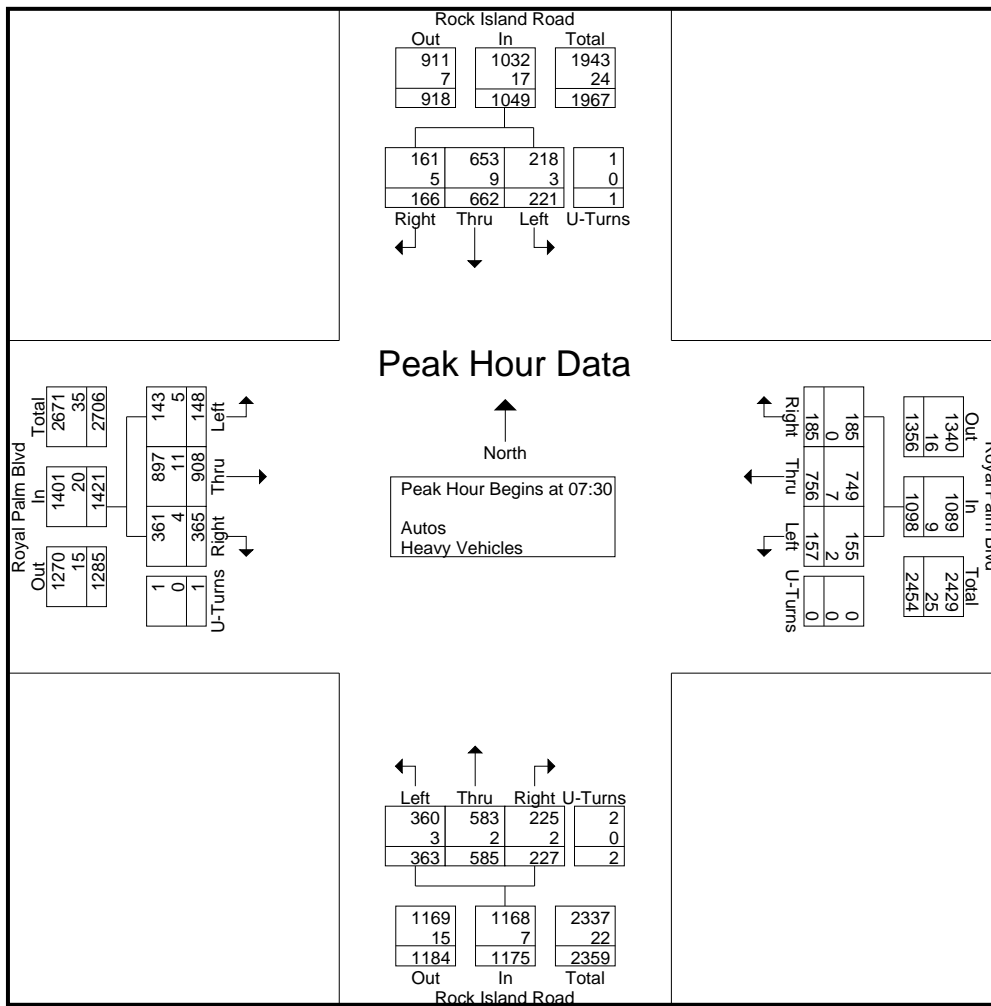 Rock Island Road
Out In Total
911 1032 1943
7 17 24
918 1049 1967
161 653 218 1
5 9 3 0
166 662 221 1
Right Thru Left U-Turns
Peak Hour Data
North
Peak Hour Begins at 07:30
Autos
Heavy Vehicles
Royal Palm Blvd
Out In Total
1270 1401 2671
15 20 35
1285 1421 2706
1 361 897 143
0 4 11 5
1 365 908 148
U-Turns Right Thru Left
Royal Palm Blvd
Out In Total
1340 1089 2429
16 9 25
1356 1098 2454
185 749 155 0
0 7 2 0
185 756 157 0
Right Thru Left U-Turns
Left Thru Right U-Turns
360 583 225 2
3 2 2 0
363 585 227 2
1169 1168 2337
15 7 22
1184 1175 2359
Out In Total
Rock Island Road